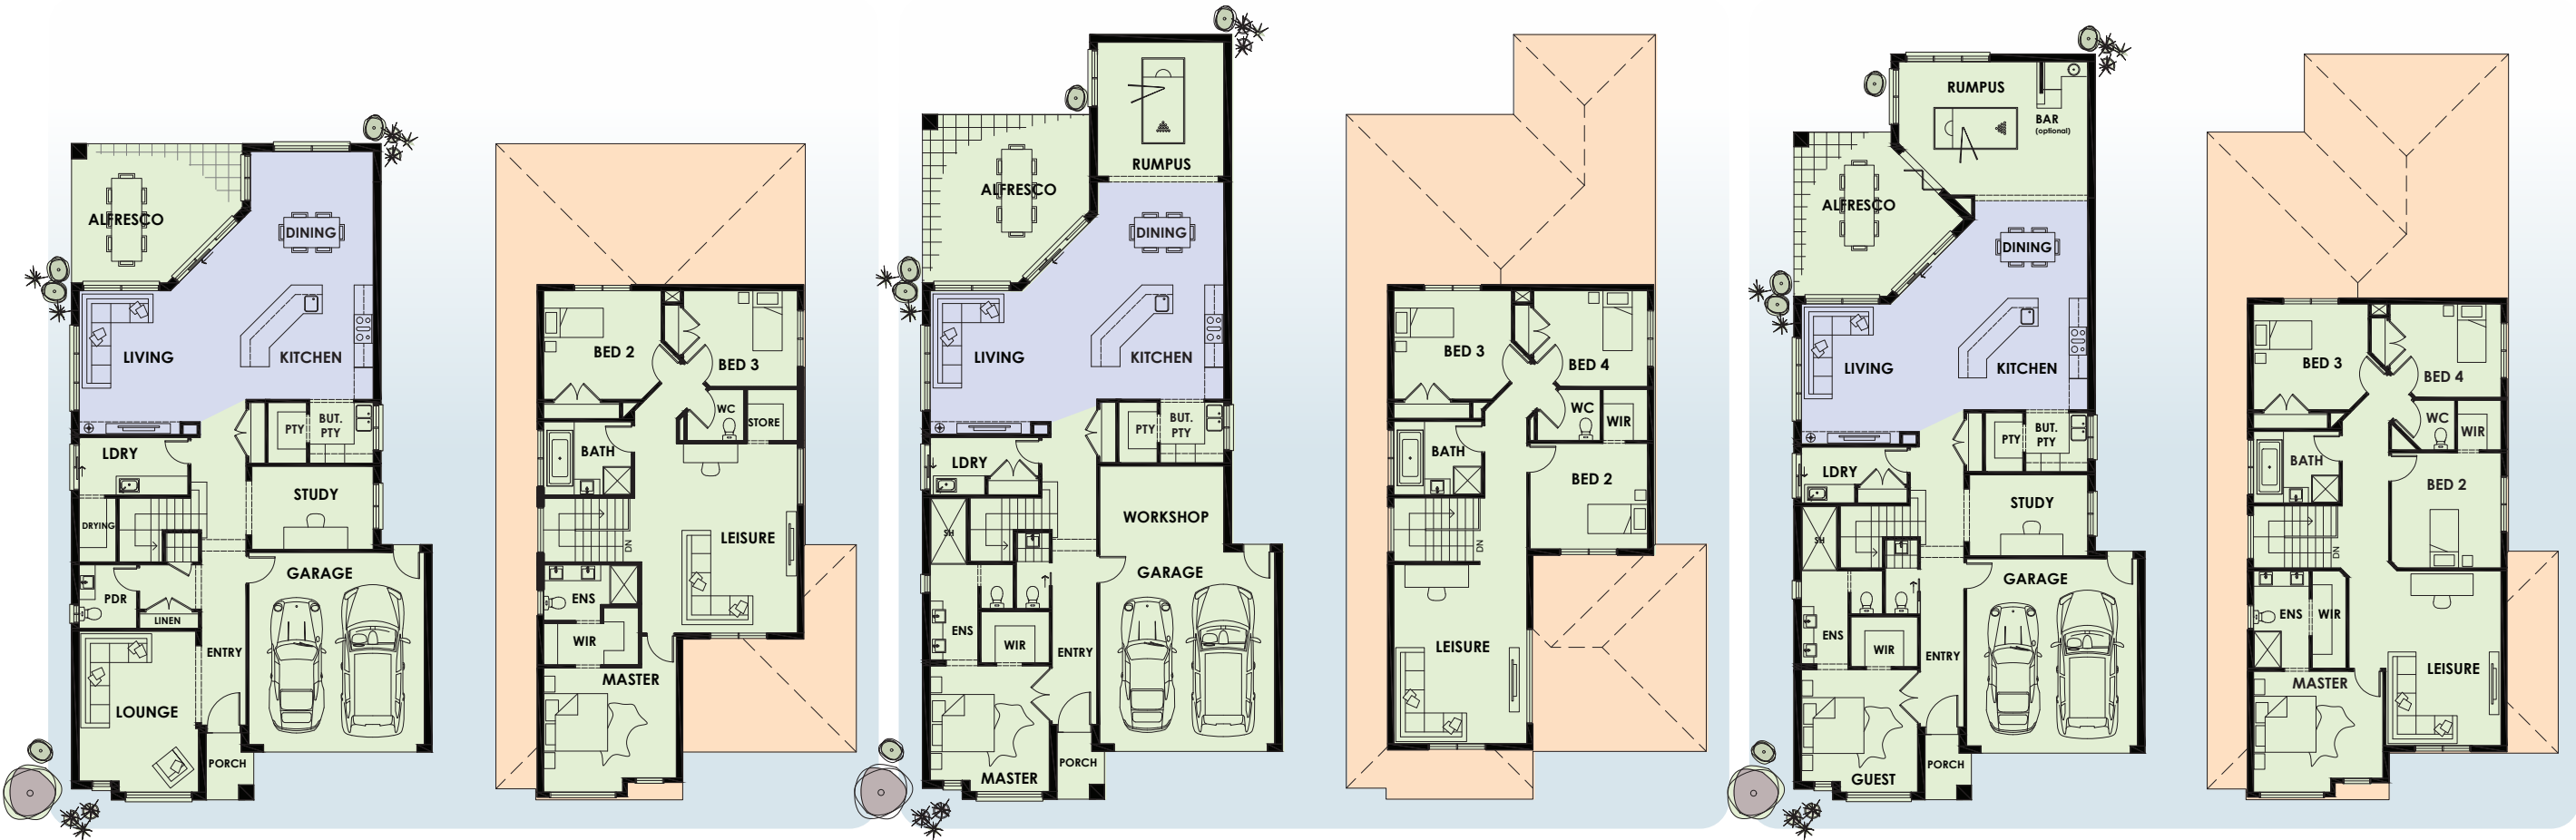 ALFRESCO
DINING
LIVING
KITCHEN
PTY
BUT.
PTY
LDRY
STUDY
DRYING
GARAGE
PDR
LINEN
ENTRY
LOUNGE
PORCH
BED 2
BED 3
WC
STORE
BATH
LEISURE
DN
ENS
WIR
MASTER
RUMPUS
ALFRESCO
DINING
LIVING
KITCHEN
PTY
BUT.
PTY
LDRY
SH
WORKSHOP
GARAGE
ENS
WIR
ENTRY
PORCH
MASTER
BED 3
BED 4
WC
WIR
BATH
BED 2
DN
LEISURE
RUMPUS
BAR
(optional)
ALFRESCO
DINING
LIVING
KITCHEN
PTY
BUT.
PTY
LDRY
STUDY
SH
GARAGE
ENS
WIR
ENTRY
PORCH
GUEST
BED 3
BED 4
WC
WIR
BATH
BED 2
DN
ENS
WIR
LEISURE
MASTER